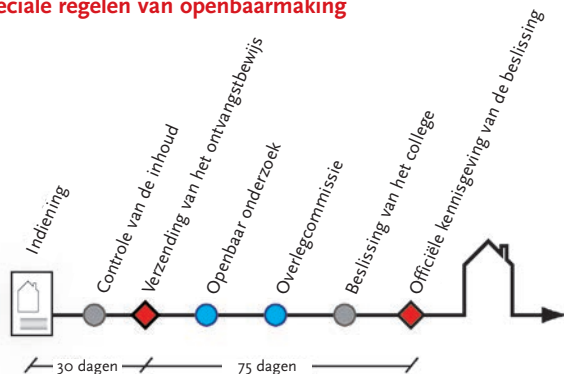 eciale regelen van openbaarmaking
Indiening
Controle van de inhoud
Verzending van het ontvangstbewijs
Openbaar onderzoek
Overlegcommissie
Beslissing van het college
Officiële kennisgeving van de beslissing
30 dagen
75 dagen